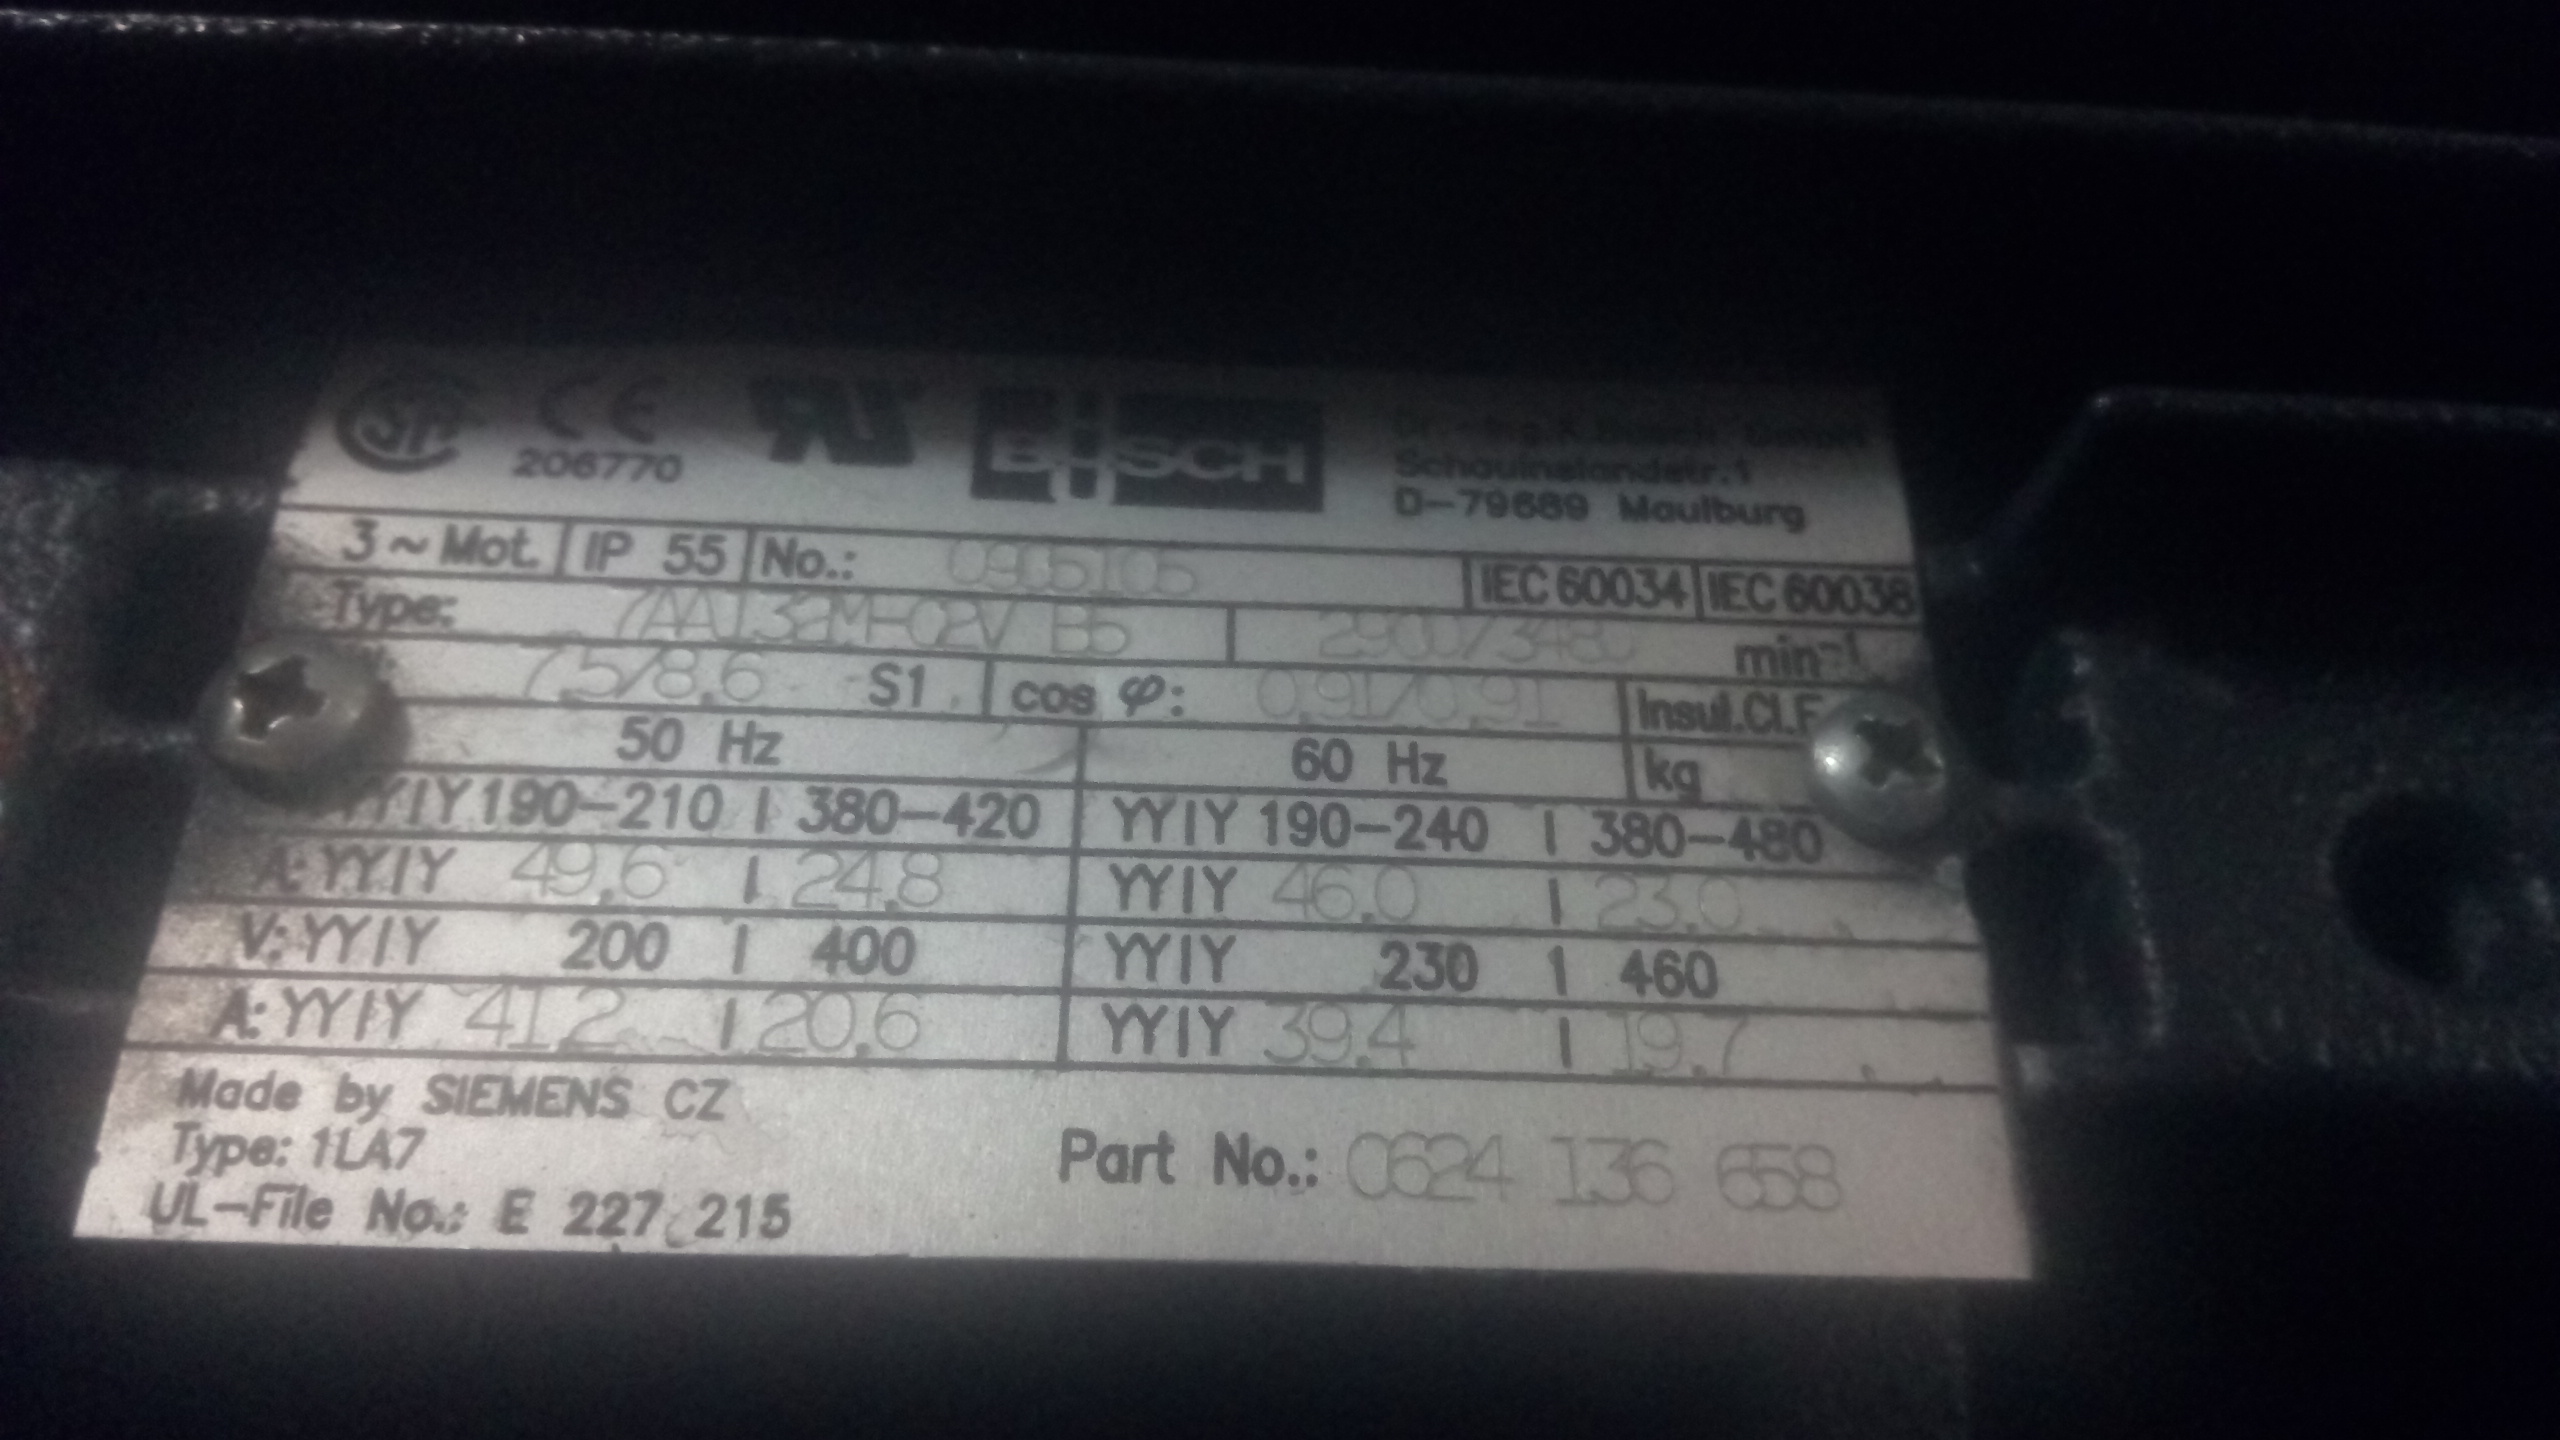 CE
206770
BUSCH
Schauinslandstr.1
D-79689 Maulburg
3~Mot. IP 55 No.: 0905105 IEC 60034 IEC 60038
Type: 2900/3480 min-1
7,5/8,6 S1 cos φ: 0,91/0,91 Insul.Cl.F
50 Hz 60 Hz kg
YY|Y 190-210 | 380-420 YY|Y 190-240 | 380-480
A: YY|Y 49,6 | 24,8 YY|Y 46,0 | 23,0
V: YY|Y 200 | 400 YY|Y 230 | 460
A: YY|Y 41,2 | 20,6 YY|Y 39,4 | 19,7
Made by SIEMENS CZ
Type: 1LA7
Part No.: 0624 136 658
UL-File No.: E 227 215